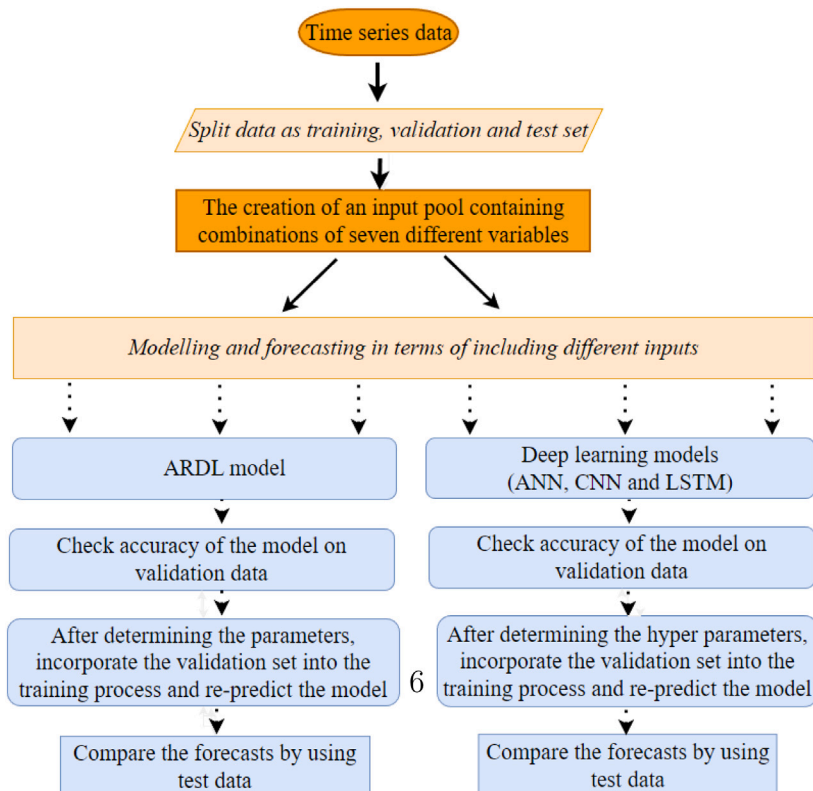 Time series data
Split data as training, validation and test set
The creation of an input pool containing
combinations of seven different variables
Modelling and forecasting in terms of including different inputs
ARDL model
Check accuracy of the model on
validation data
After determining the parameters,
incorporate the validation set into the
training process and re-predict the model
Compare the forecasts by using
test data
6
Deep learning models
(ANN, CNN and LSTM)
Check accuracy of the model on
validation data
After determining the hyper parameters,
incorporate the validation set into the
training process and re-predict the model
Compare the forecasts by using
test data